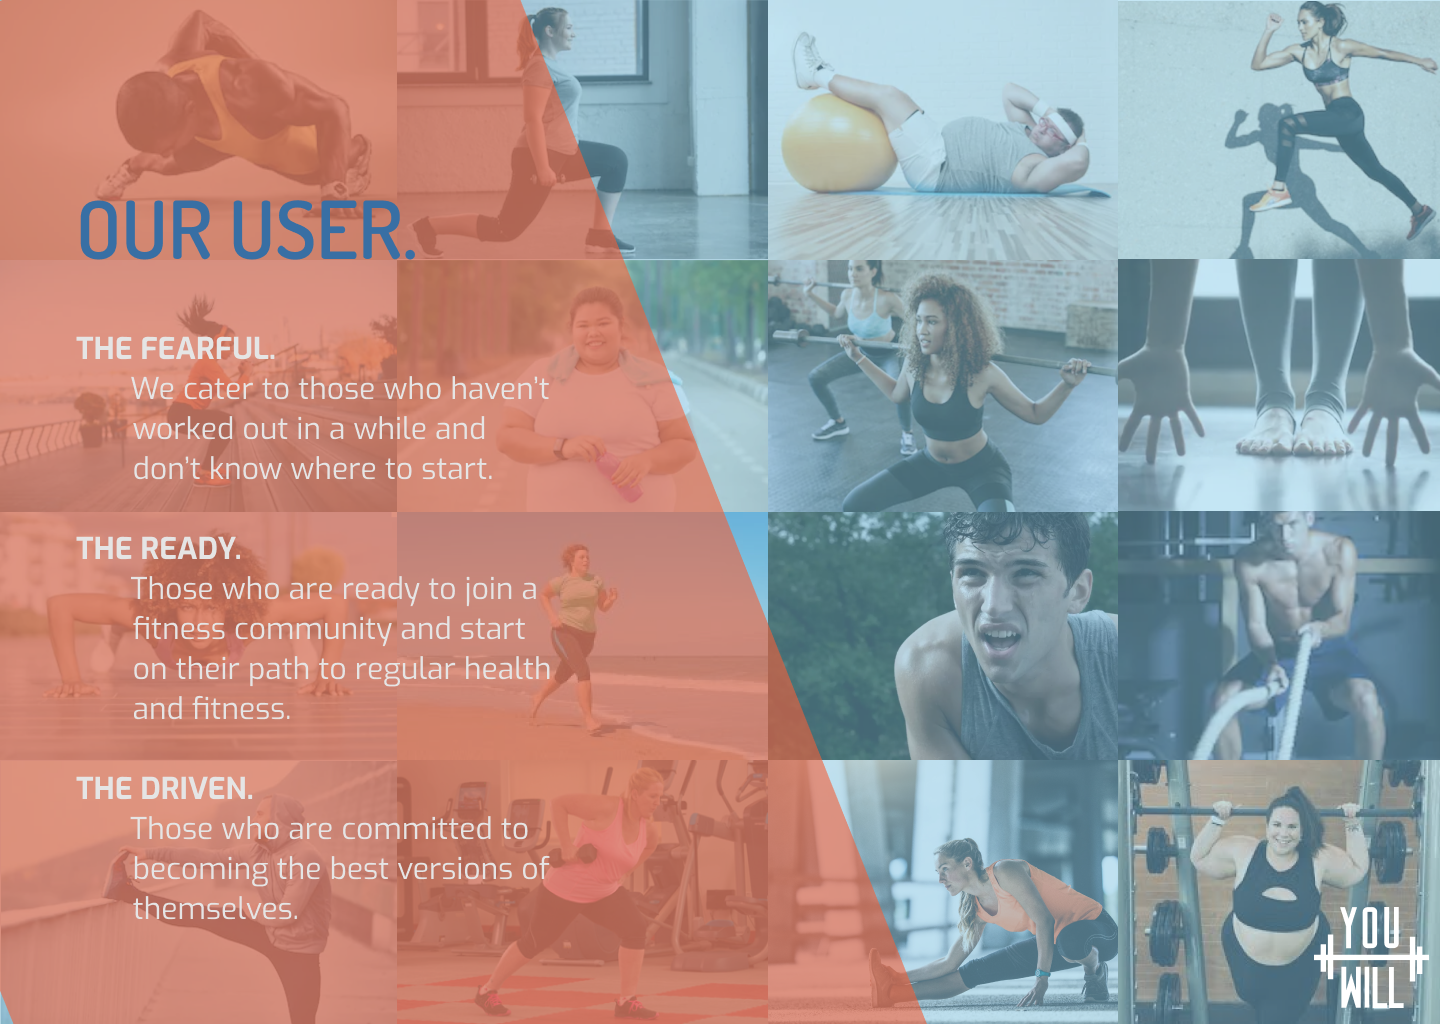 OUR USER.
THE FEARFUL.
We cater to those who haven't
worked out in a while and
don't know where to start.
THE READY.
Those who are ready to join a
fitness community and start
on their path to regular health
and fitness.
THE DRIVEN.
Those who are committed to
becoming the best versions of
themselves.
YOU
WILL